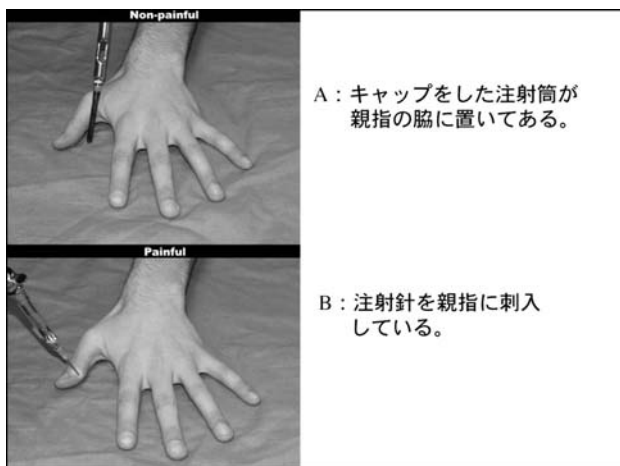 Non-painful
A：キャップをした注射筒が
親指の脇に置いてある。
Painful
B：注射針を親指に刺入
している。